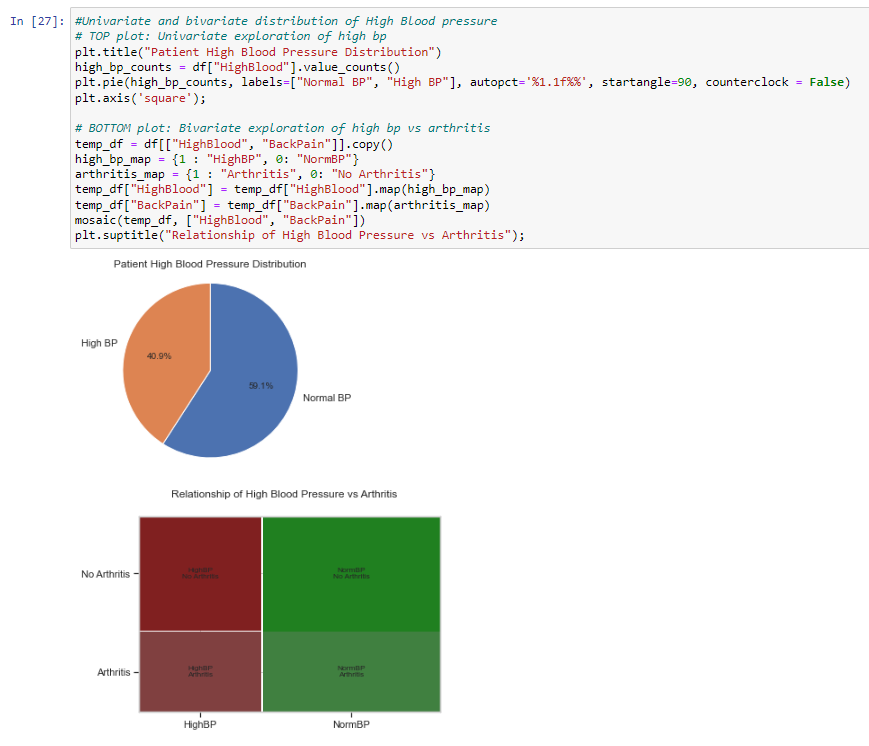 In [27]:
#Univariate and bivariate distribution of High Blood pressure
# TOP plot: Univariate exploration of high bp
plt.title("Patient High Blood Pressure Distribution")
high_bp_counts = df["HighBlood"].value_counts()
plt.pie(high_bp_counts, labels=["Normal BP", "High BP"], autopct='%1.1f%%', startangle=90, counterclock = False)
plt.axis('square');
# BOTTOM plot: Bivariate exploration of high bp vs arthritis
temp_df = df[["HighBlood", "BackPain"]].copy()
high_bp_map = {1 : "HighBP", 0: "NormBP"}
arthritis_map = {1 : "Arthritis", 0: "No Arthritis"}
temp_df["HighBlood"] = temp_df["HighBlood"].map(high_bp_map)
temp_df["BackPain"] = temp_df["BackPain"].map(arthritis_map)
mosaic(temp_df, ["HighBlood", "BackPain"])
plt.suptitle("Relationship of High Blood Pressure vs Arthritis");
Patient High Blood Pressure Distribution
High BP
40.9%
59.1%
Normal BP
Relationship of High Blood Pressure vs Arthritis
No Arthritis
HighBP
No Arthritis
NormBP
No Arthritis
Arthritis
HighBP
Arthritis
NormBP
Arthritis
HighBP
NormBP